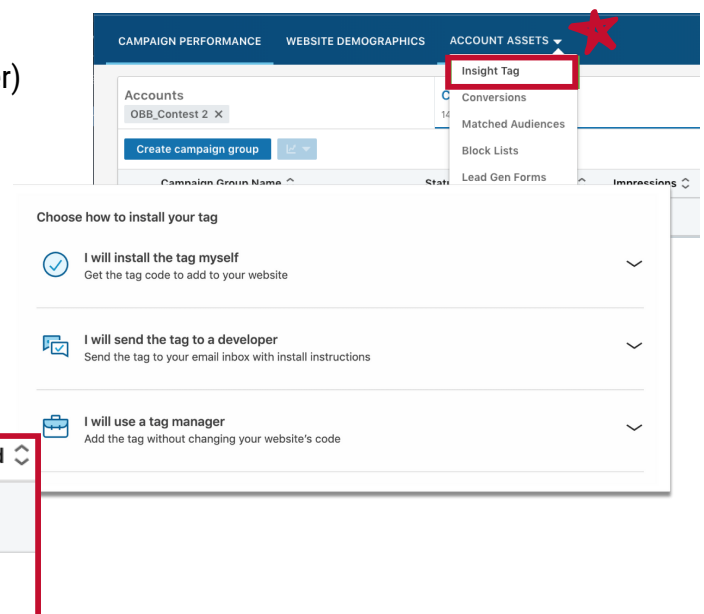 r)
CAMPAIGN PERFORMANCE WEBSITE DEMOGRAPHICS ACCOUNT ASSETS
Insight Tag
Accounts
OBB_Contest 2 ×
C
14
Conversions
Matched Audiences
Create campaign group
Block Lists
Lead Gen Forms
Campaign Group Name
Impressions
Choose how to install your tag
I will install the tag myself
Get the tag code to add to your website
I will send the tag to a developer
Send the tag to your email inbox with install instructions
I will use a tag manager
Add the tag without changing your website's code